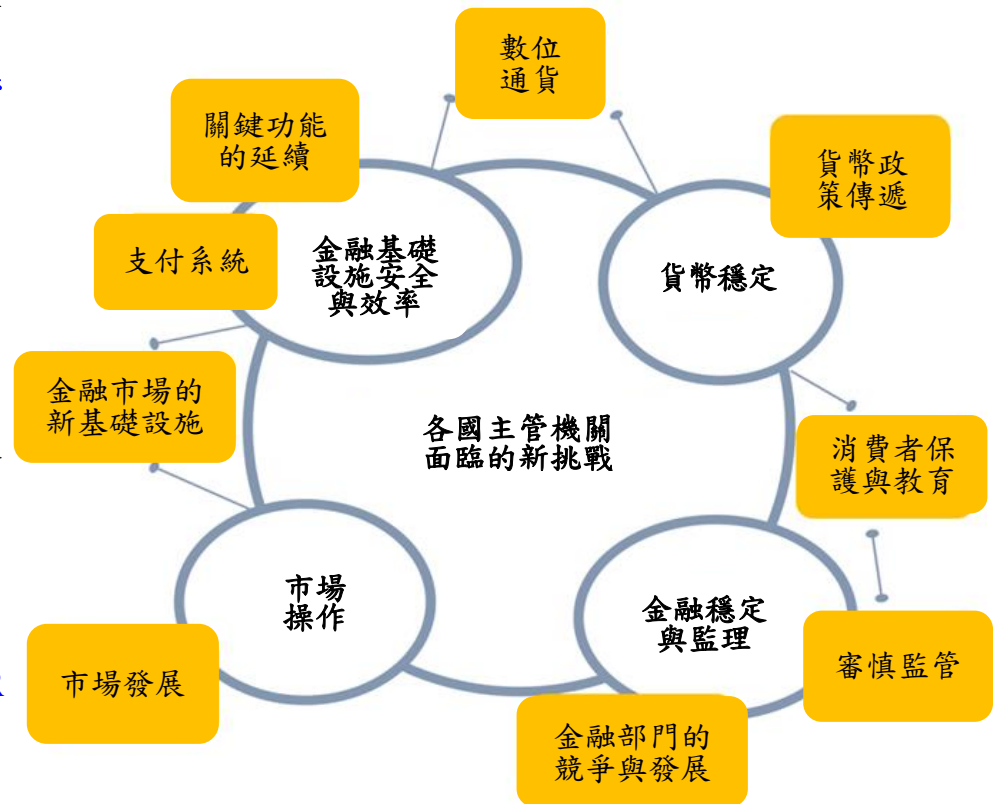 數位
通貨
關鍵功能
的延續
貨幣政
策傳遞
支付系統
金融基礎
設施安全
與效率
貨幣穩定
金融市場的
新基礎設施
各國主管機關
面臨的新挑戰
消費者保
護與教育
市場
操作
金融穩定
與監理
市場發展
審慎監管
金融部門的
競爭與發展